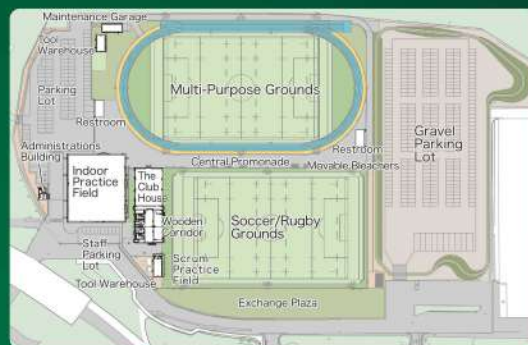 Maintenance Garage
Tool
Warehouse
Parking
Lot
Multi-Purpose Grounds
Restroom
Restroom
Gravel
Parking
Lot
Administrations
Building
Central Promonade
Movable Bleachers
Indoor
Practice
Field
The
Club
House
Wooden
Corridor
Soccer/Rugby
Grounds
Staff
Parking
Lot
Scrum
Practice
Field
Tool Warehouse
Exchange Plaza